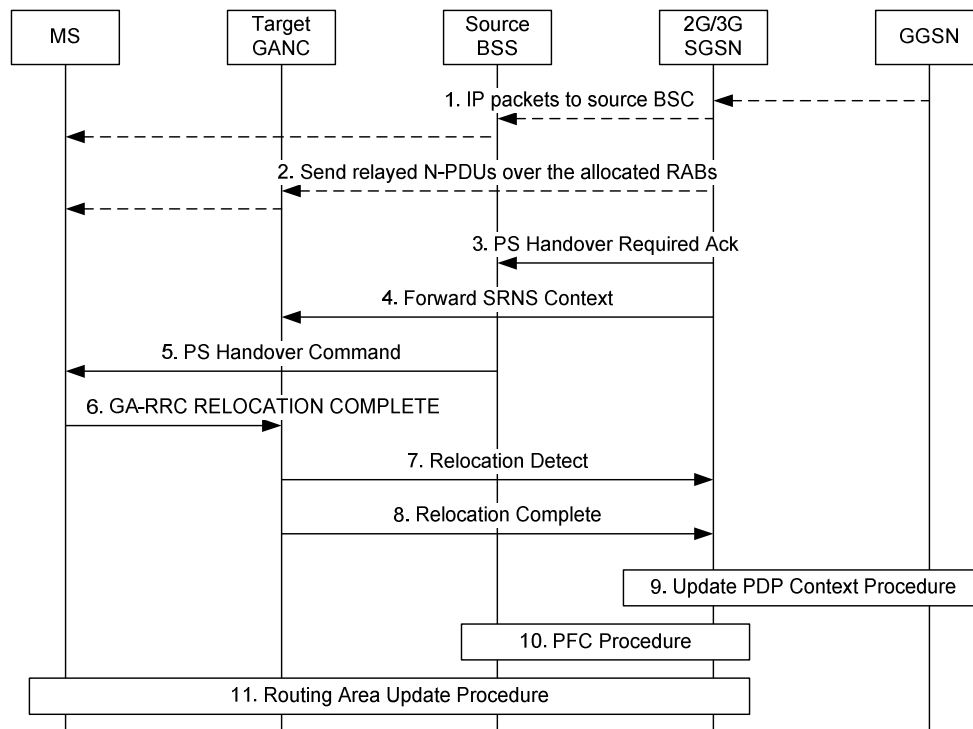 MS
Target
GANC
Source
BSS
2G/3G
SGSN
GGSN
1. IP packets to source BSC
2. Send relayed N-PDUs over the allocated RABs
3. PS Handover Required Ack
4. Forward SRNS Context
5. PS Handover Command
6. GA-RRC RELOCATION COMPLETE
7. Relocation Detect
8. Relocation Complete
9. Update PDP Context Procedure
10. PFC Procedure
11. Routing Area Update Procedure